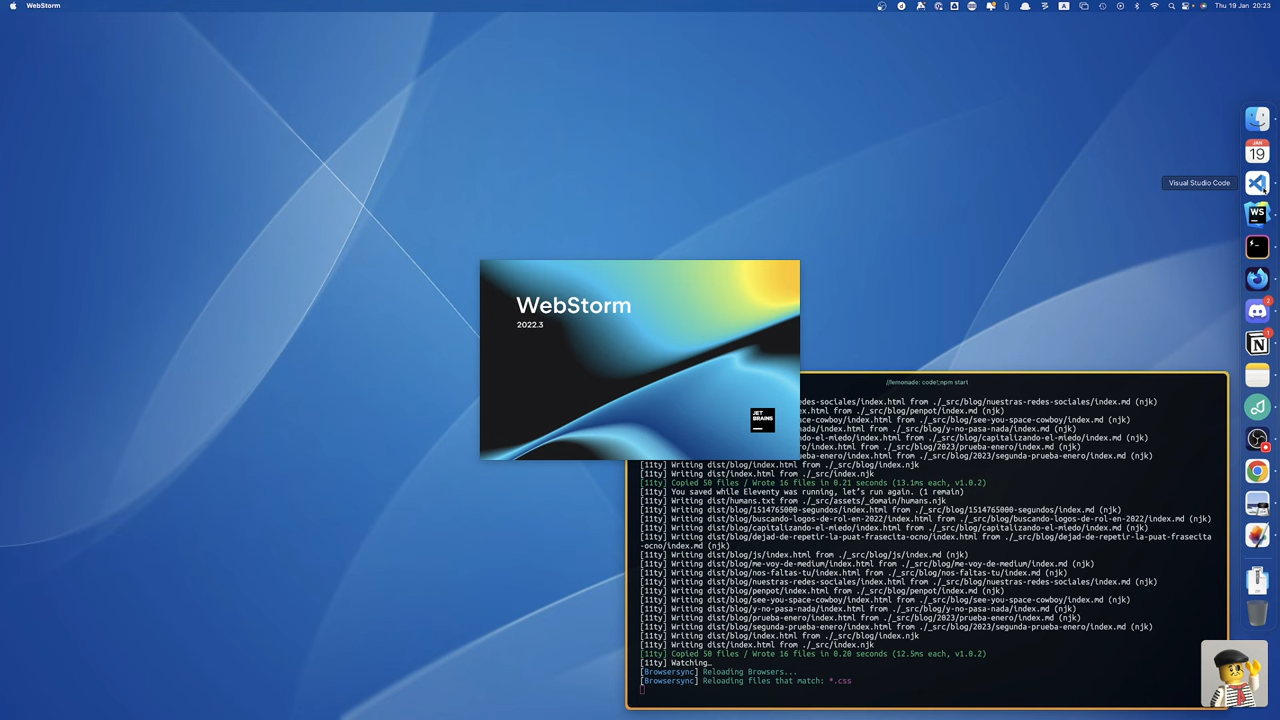 WebStorm
Thu 19 Jan 20:23
A
JAN
19
Visual Studio Code
WS
2
1
WebStorm
2022.3
JET
BRAINS
//lemonade: code!;npm start
redes-sociales/index.html from ./_src/blog/nuestras-redes-sociales/index.md (njk)
index.html from ./_src/blog/penpot/index.md (njk)
ace-cowboy/index.html from ./_src/blog/see-you-space-cowboy/index.md (njk)
nada/index.html from ./_src/blog/y-no-pasa-nada/index.md (njk)
ndo-el-miedo/index.html from ./_src/blog/capitalizando-el-miedo/index.md (njk)
enero/index.html from ./_src/blog/2023/prueba-enero/index.md (njk)
rueba-enero/index.html from ./_src/blog/2023/segunda-prueba-enero/index.md (njk)
[11ty] Writing dist/blog/index.html from ./_src/blog/index.njk
[11ty] Writing dist/index.html from ./_src/index.njk
[11ty] Copied 50 files / Wrote 16 files in 0.21 seconds (13.1ms each, v1.0.2)
[11ty] You saved while Eleventy was running, let's run again. (1 remain)
[11ty] Writing dist/humans.txt from ./_src/assets/_domain/humans.njk
[11ty] Writing dist/blog/1514765000-segundos/index.html from ./_src/blog/1514765000-segundos/index.md (njk)
[11ty] Writing dist/blog/buscando-logos-de-rol-en-2022/index.html from ./_src/blog/buscando-logos-de-rol-en-2022/index.md (njk)
[11ty] Writing dist/blog/capitalizando-el-miedo/index.html from ./_src/blog/capitalizando-el-miedo/index.md (njk)
[11ty] Writing dist/blog/dejad-de-repetir-la-puat-frasecita-ocno/index.html from ./_src/blog/dejad-de-repetir-la-puat-frasecita
-ocno/index.md (njk)
[11ty] Writing dist/blog/js/index.html from ./_src/blog/js/index.md (njk)
[11ty] Writing dist/blog/me-voy-de-medium/index.html from ./_src/blog/me-voy-de-medium/index.md (njk)
[11ty] Writing dist/blog/nos-faltas-tu/index.html from ./_src/blog/nos-faltas-tu/index.md (njk)
[11ty] Writing dist/blog/nuestras-redes-sociales/index.html from ./_src/blog/nuestras-redes-sociales/index.md (njk)
[11ty] Writing dist/blog/penpot/index.html from ./_src/blog/penpot/index.md (njk)
[11ty] Writing dist/blog/see-you-space-cowboy/index.html from ./_src/blog/see-you-space-cowboy/index.md (njk)
[11ty] Writing dist/blog/y-no-pasa-nada/index.html from ./_src/blog/y-no-pasa-nada/index.md (njk)
[11ty] Writing dist/blog/prueba-enero/index.html from ./_src/blog/2023/prueba-enero/index.md (njk)
[11ty] Writing dist/blog/segunda-prueba-enero/index.html from ./_src/blog/2023/segunda-prueba-enero/index.md (njk)
[11ty] Writing dist/blog/index.html from ./_src/blog/index.njk
[11ty] Writing dist/index.html from ./_src/index.njk
[11ty] Copied 50 files / Wrote 16 files in 0.20 seconds (12.5ms each, v1.0.2)
[11ty] Watching…
[Browsersync] Reloading Browsers...
[Browsersync] Reloading files that match: *.css